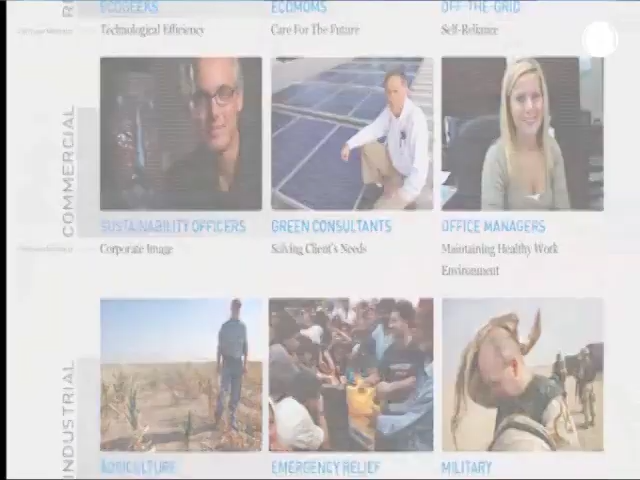 ECOGEEKS
ECOMOMS
OFF-THE-GRID
Technological Efficiency
Care For The Future
Self-Reliance
COMMERCIAL
SUSTAINABILITY OFFICERS
GREEN CONSULTANTS
OFFICE MANAGERS
Corporate Image
Solving Client's Needs
Maintaining Healthy Work
Environment
INDUSTRIAL
AGRICULTURE
EMERGENCY RELIEF
MILITARY